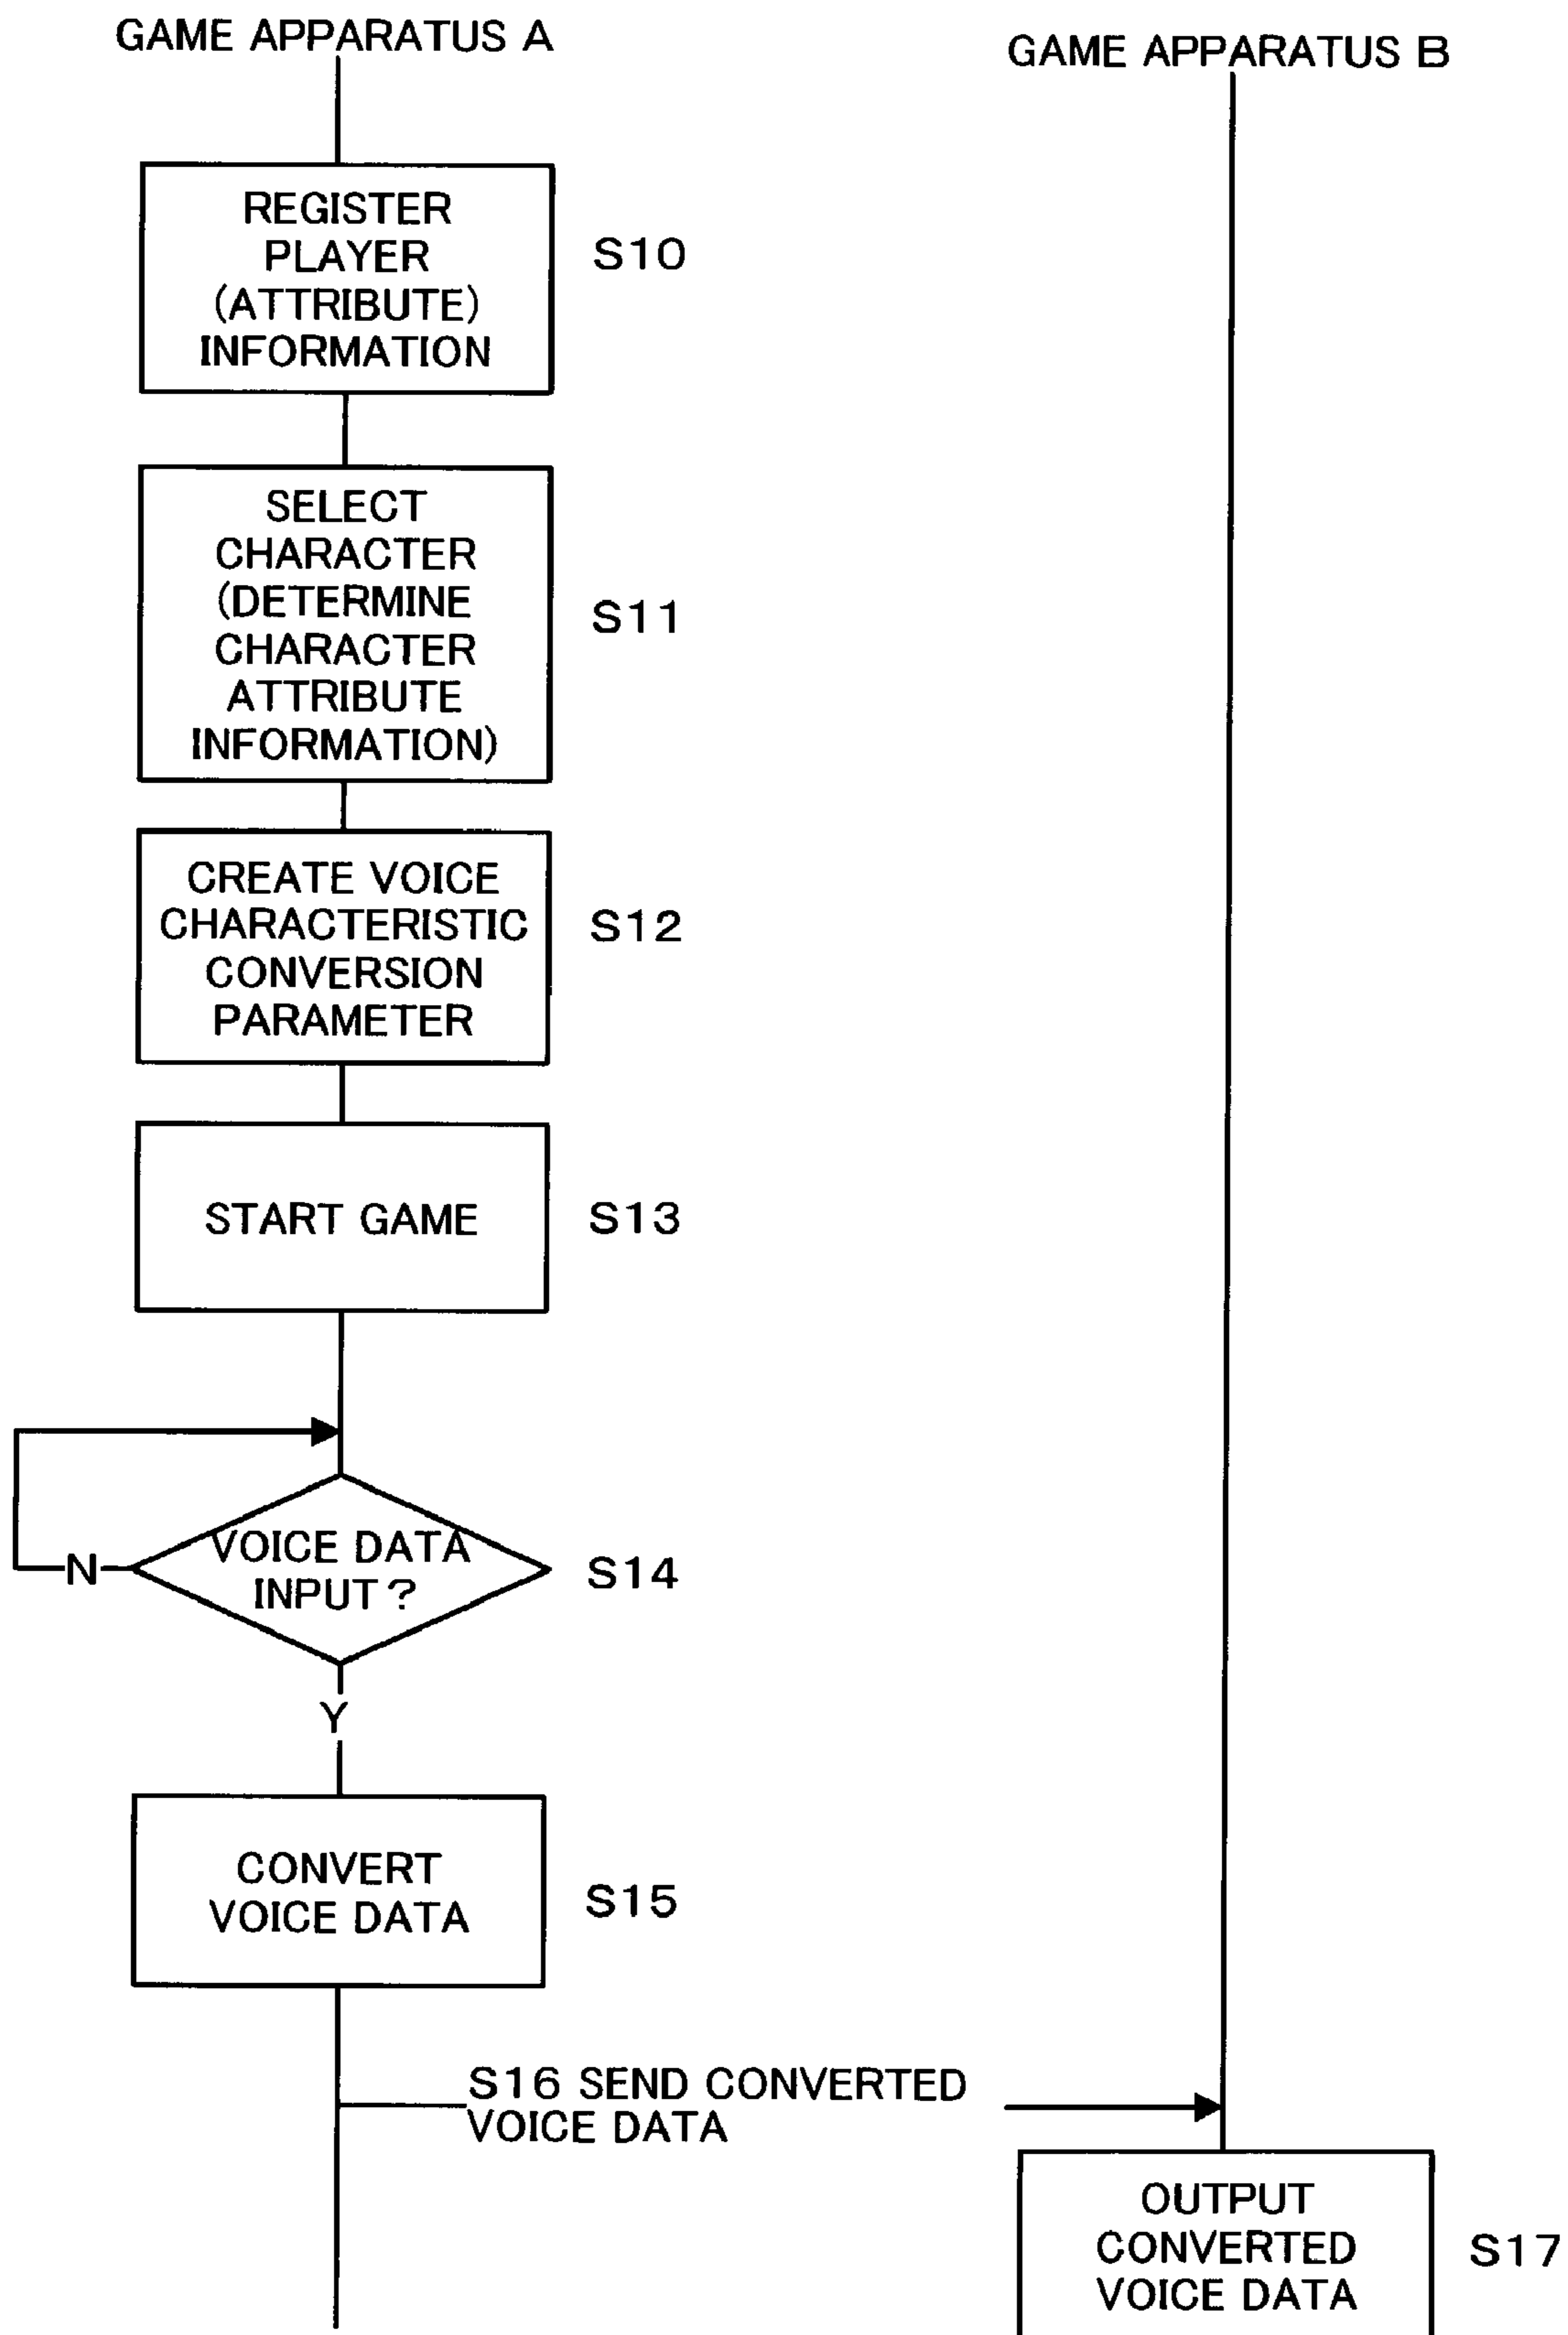 GAME APPARATUS A
GAME APPARATUS B
REGISTER
PLAYER
(ATTRIBUTE)
INFORMATION
S10
SELECT
CHARACTER
(DETERMINE
CHARACTER
ATTRIBUTE
INFORMATION)
S11
CREATE VOICE
CHARACTERISTIC
CONVERSION
PARAMETER
S12
START GAME
S13
VOICE DATA
INPUT?
S14
N
Y
CONVERT
VOICE DATA
S15
S16 SEND CONVERTED
VOICE DATA
OUTPUT
CONVERTED
VOICE DATA
S17